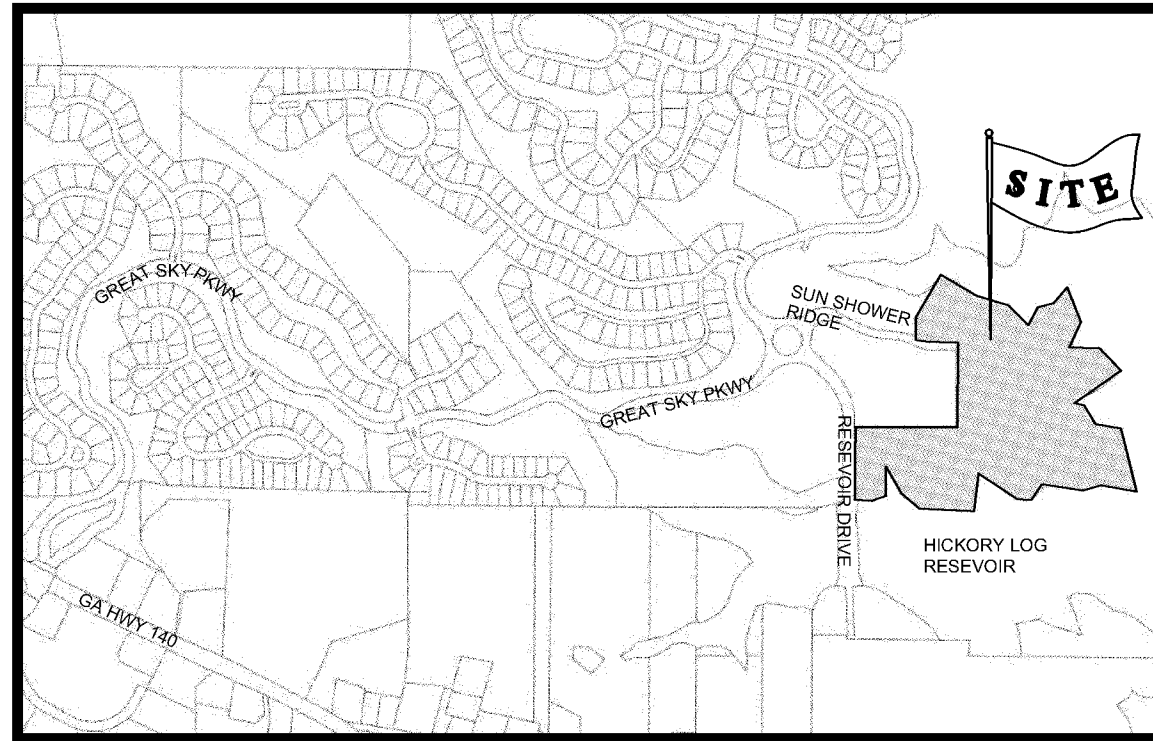 SITE
GREAT SKY PKWY
SUN SHOWER
RIDGE
GREAT SKY PKWY
RESEVOIR DRIVE
HICKORY LOG
RESEVOIR
GA HWY 140